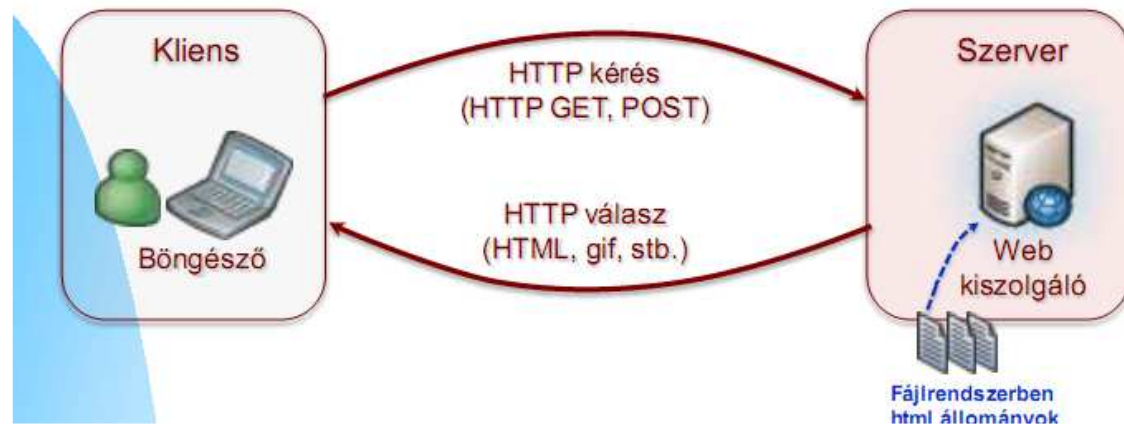 Kliens
Böngésző
HTTP kérés
(HTTP GET, POST)
HTTP válasz
(HTML, gif, stb.)
Szerver
Web
kiszolgáló
Fájlrendszerben
html állományok